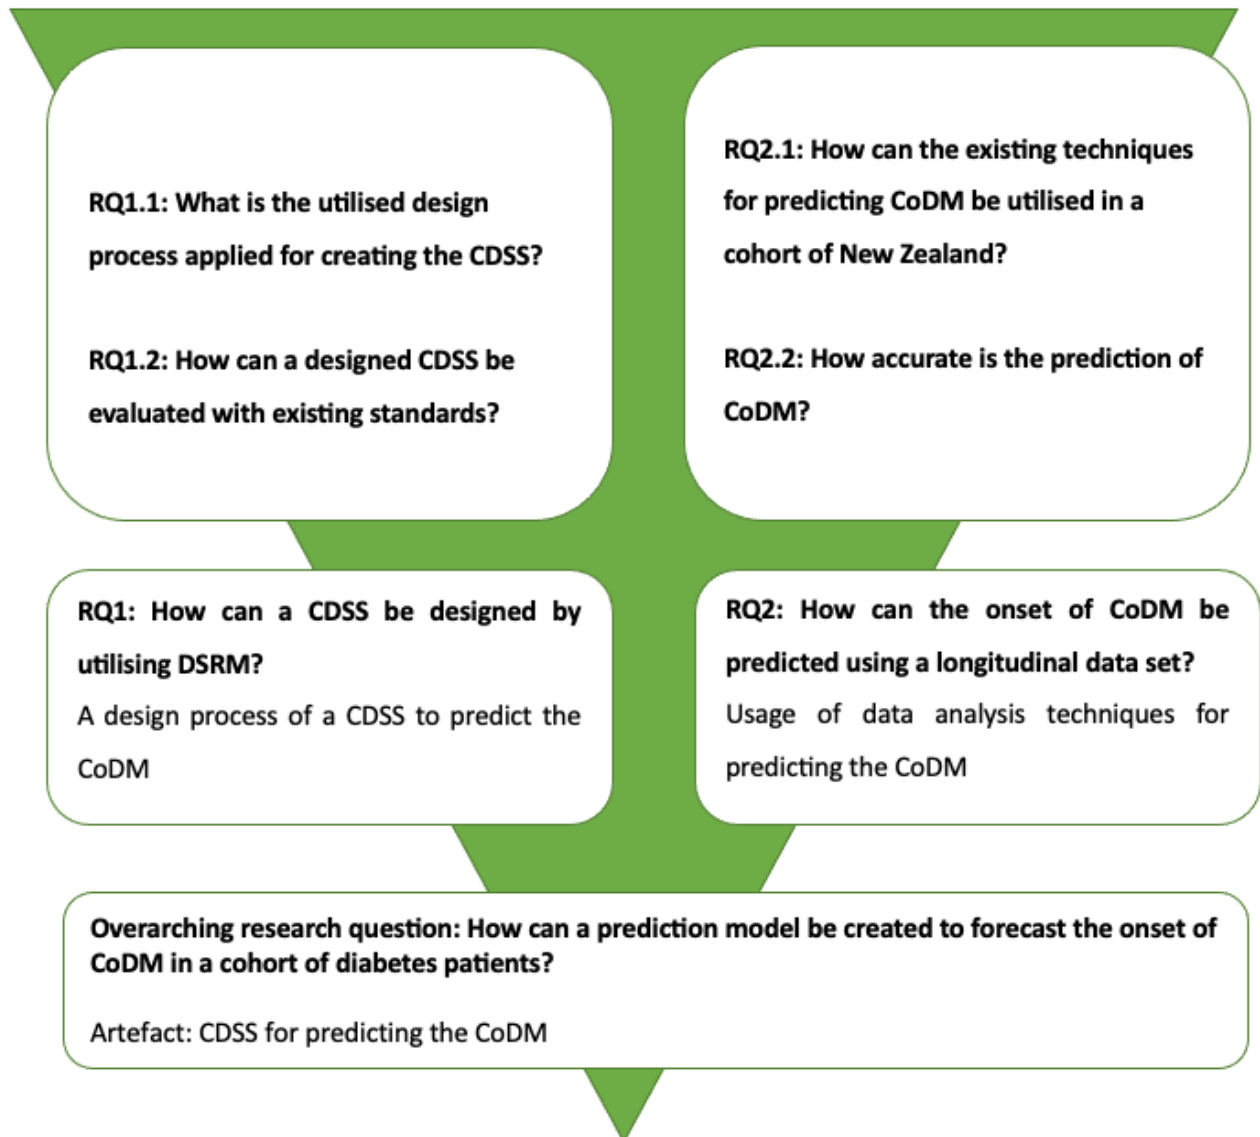 RQ1.1: What is the utilised design
process applied for creating the CDSS?
RQ1.2: How can a designed CDSS be
evaluated with existing standards?
RQ2.1: How can the existing techniques
for predicting CoDM be utilised in a
cohort of New Zealand?
RQ2.2: How accurate is the prediction of
CoDM?
RQ1: How can a CDSS be designed by
utilising DSRM?
A design process of a CDSS to predict the
CoDM
RQ2: How can the onset of CoDM be
predicted using a longitudinal data set?
Usage of data analysis techniques for
predicting the CoDM
Overarching research question: How can a prediction model be created to forecast the onset of
CoDM in a cohort of diabetes patients?
Artefact: CDSS for predicting the CoDM